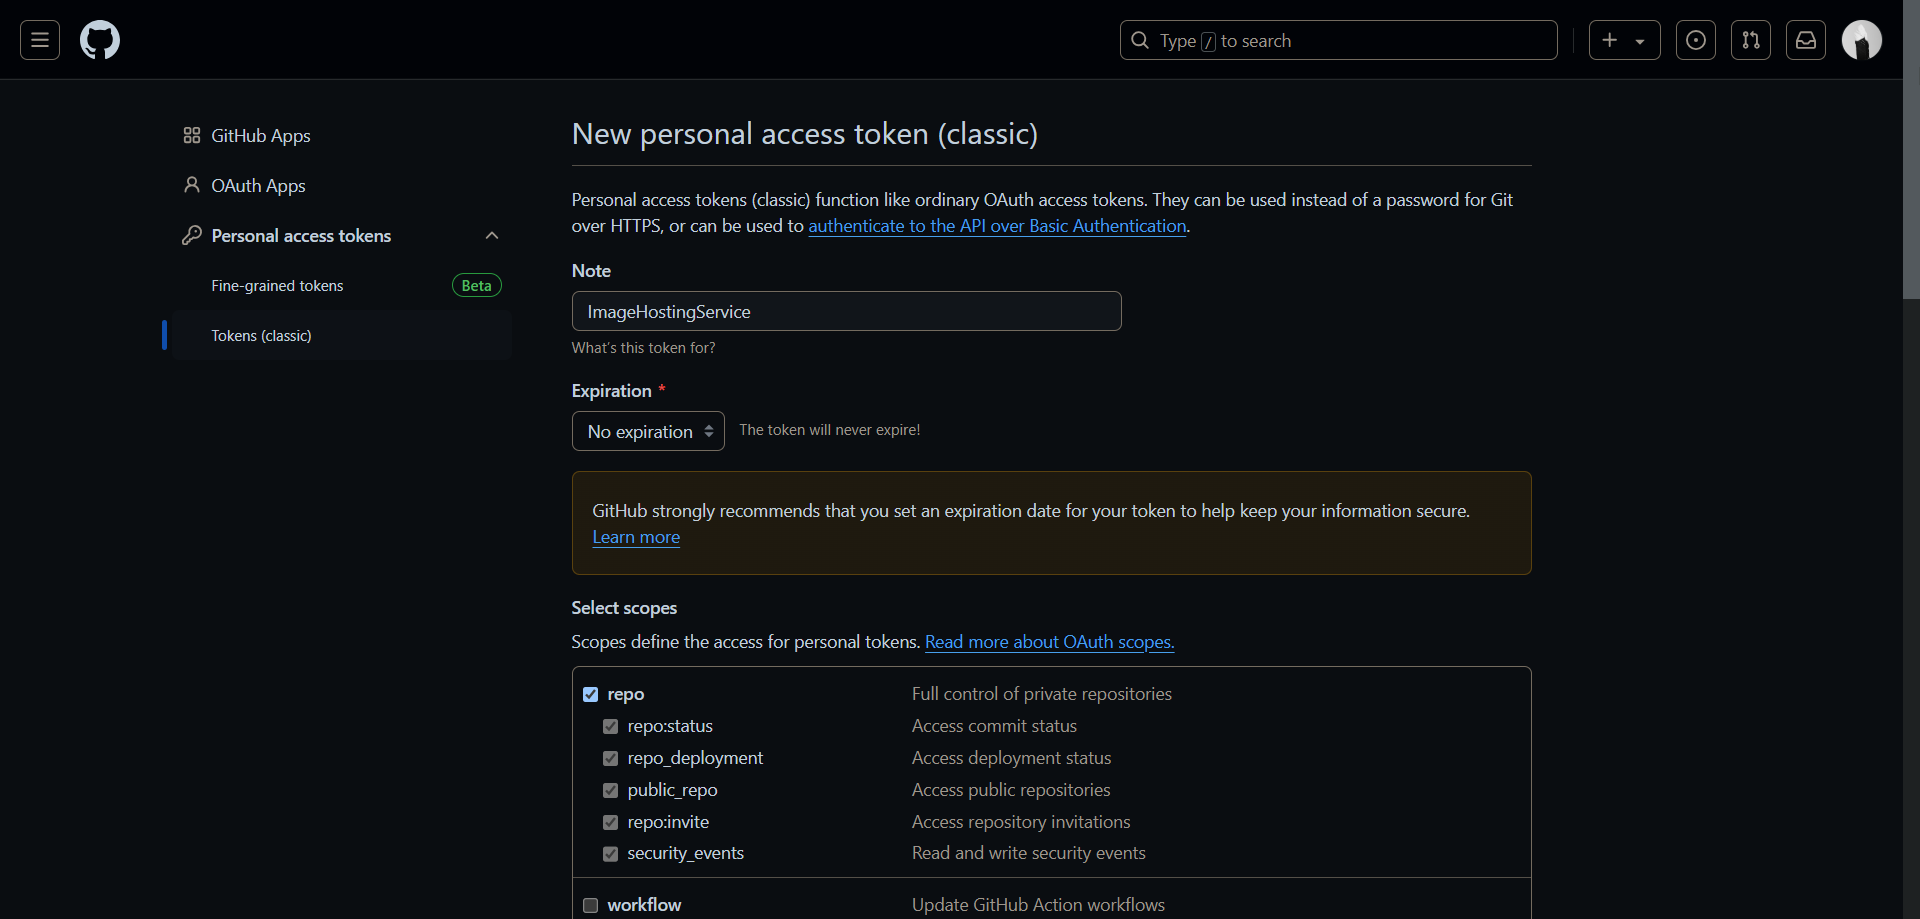 Type / to search
GitHub Apps
OAuth Apps
Personal access tokens
Fine-grained tokens Beta
Tokens (classic)
New personal access token (classic)
Personal access tokens (classic) function like ordinary OAuth access tokens. They can be used instead of a password for Git
over HTTPS, or can be used to authenticate to the API over Basic Authentication.
Note
ImageHostingService
What's this token for?
Expiration *
No expiration The token will never expire!
GitHub strongly recommends that you set an expiration date for your token to help keep your information secure.
Learn more
Select scopes
Scopes define the access for personal tokens. Read more about OAuth scopes.
repo Full control of private repositories
repo:status Access commit status
repo_deployment Access deployment status
public_repo Access public repositories
repo:invite Access repository invitations
security_events Read and write security events
workflow Update GitHub Action workflows